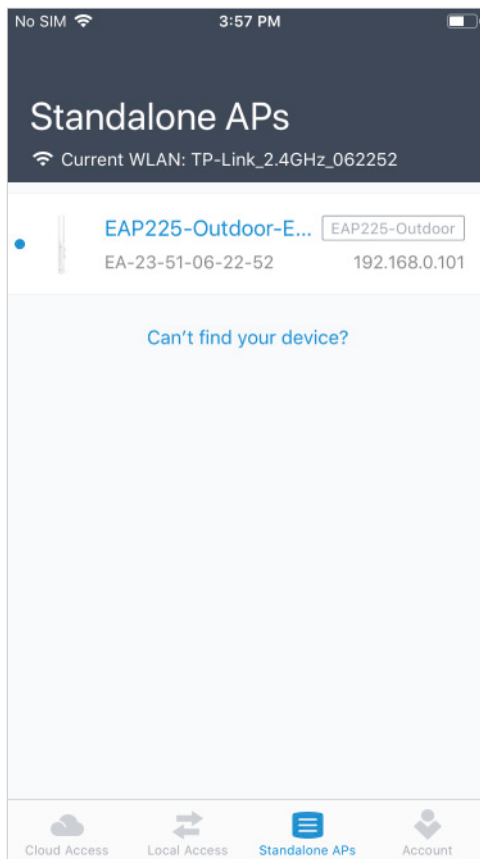 No SIM 3:57 PM
Standalone APs
Current WLAN: TP-Link_2.4GHz_062252
EAP225-Outdoor-E... EAP225-Outdoor
EA-23-51-06-22-52 192.168.0.101
Can't find your device?
Cloud Access Local Access Standalone APs Account